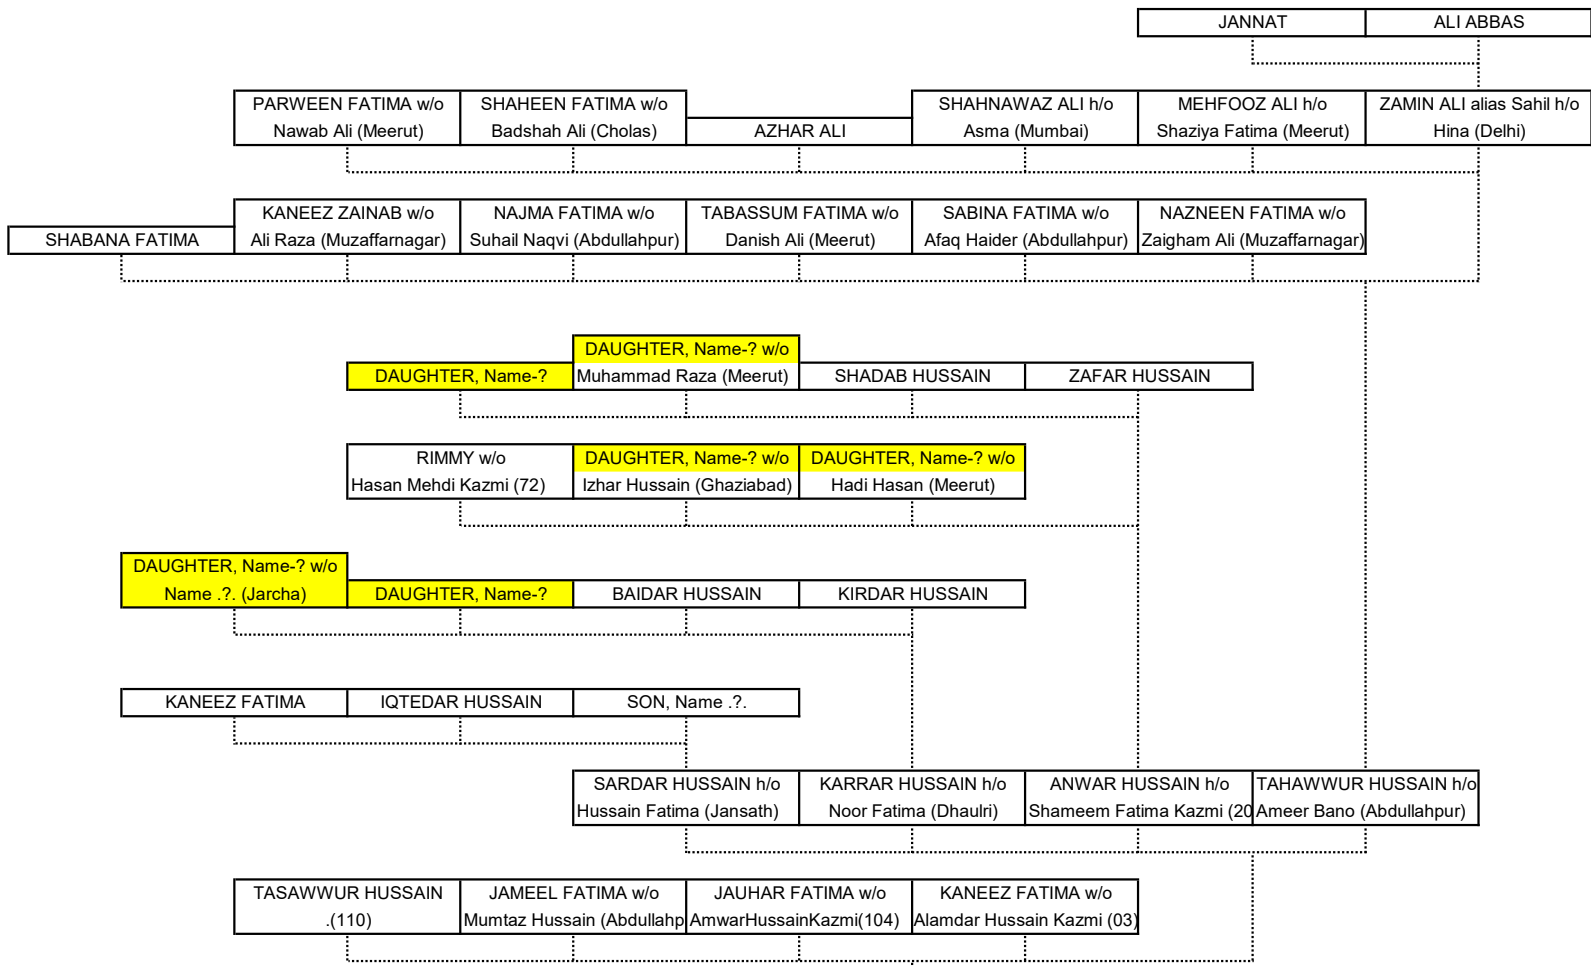 JANNAT
ALI ABBAS
PARWEEN FATIMA w/o
Nawab Ali (Meerut)
SHAHEEN FATIMA w/o
Badshah Ali (Cholas)
AZHAR ALI
SHAHNAWAZ ALI h/o
Asma (Mumbai)
MEHFOOZ ALI h/o
Shaziya Fatima (Meerut)
ZAMIN ALI alias Sahil h/o
Hina (Delhi)
SHABANA FATIMA
KANEEZ ZAINAB w/o
Ali Raza (Muzaffarnagar)
NAJMA FATIMA w/o
Suhail Naqvi (Abdullahpur)
TABASSUM FATIMA w/o
Danish Ali (Meerut)
SABINA FATIMA w/o
Afaq Haider (Abdullahpur)
NAZNEEN FATIMA w/o
Zaigham Ali (Muzaffarnagar)
DAUGHTER, Name-?
DAUGHTER, Name-? w/o
Muhammad Raza (Meerut)
SHADAB HUSSAIN
ZAFAR HUSSAIN
RIMMY w/o
Hasan Mehdi Kazmi (72)
DAUGHTER, Name-? w/o
Izhar Hussain (Ghaziabad)
DAUGHTER, Name-? w/o
Hadi Hasan (Meerut)
DAUGHTER, Name-? w/o
Name .?. (Jarcha)
DAUGHTER, Name-?
BAIDAR HUSSAIN
KIRDAR HUSSAIN
KANEEZ FATIMA
IQTEDAR HUSSAIN
SON, Name .?.
SARDAR HUSSAIN h/o
Hussain Fatima (Jansath)
KARRAR HUSSAIN h/o
Noor Fatima (Dhaulri)
ANWAR HUSSAIN h/o
Shameem Fatima Kazmi (20
TAHAWWUR HUSSAIN h/o
Ameer Bano (Abdullahpur)
TASAWWUR HUSSAIN
.(110)
JAMEEL FATIMA w/o
Mumtaz Hussain (Abdullahp
JAUHAR FATIMA w/o
AmwarHussainKazmi(104)
KANEEZ FATIMA w/o
Alamdar Hussain Kazmi (03)